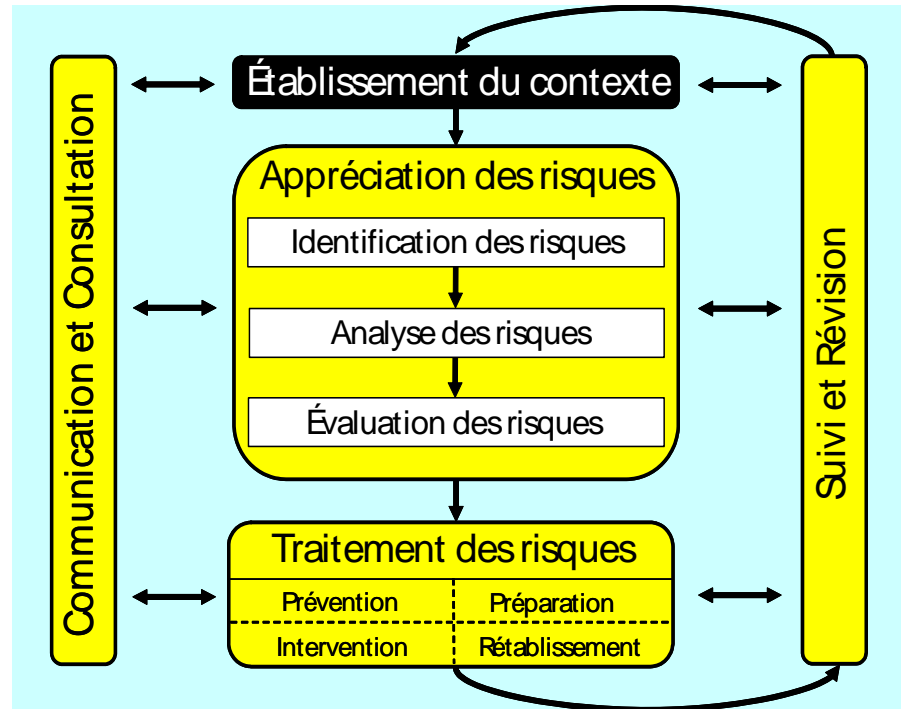 Communication et Consultation
Établissement du contexte
Appréciation des risques
Identification des risques
Analyse des risques
Évaluation des risques
Traitement des risques
Prévention
Préparation
Intervention
Rétablissement
Suivi et Révision